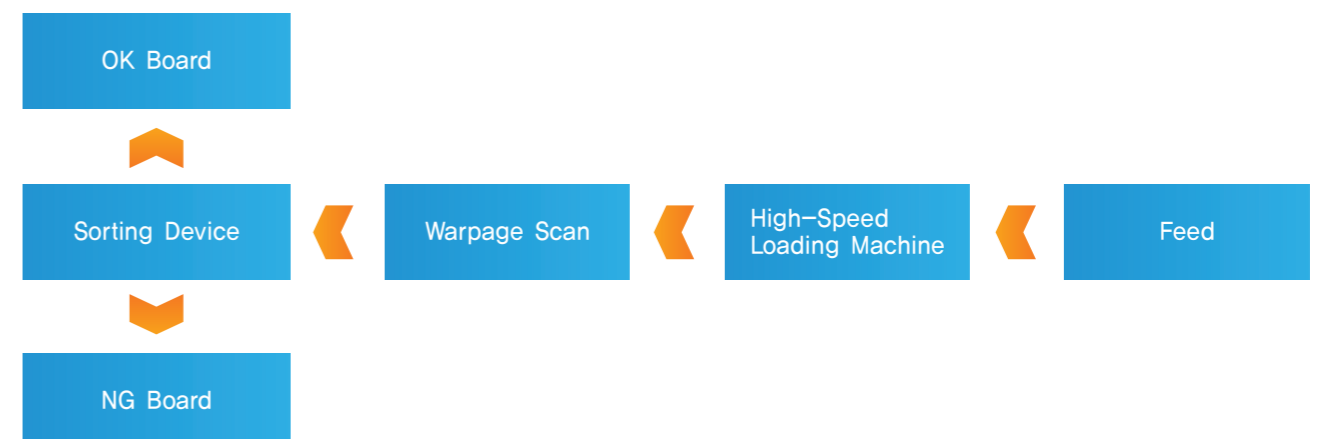 OK Board
Sorting Device
Warpage Scan
High-Speed
Loading Machine
Feed
NG Board